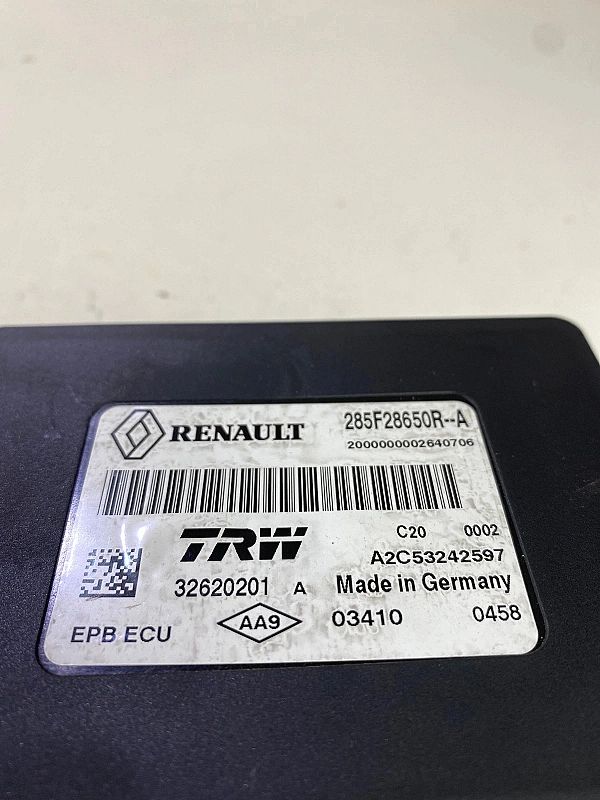 RENAULT 285F28650R--A
2000000002640706
TRW C20 0002
A2C53242597
32620201 A Made in Germany
EPB ECU AA9 03410 0458